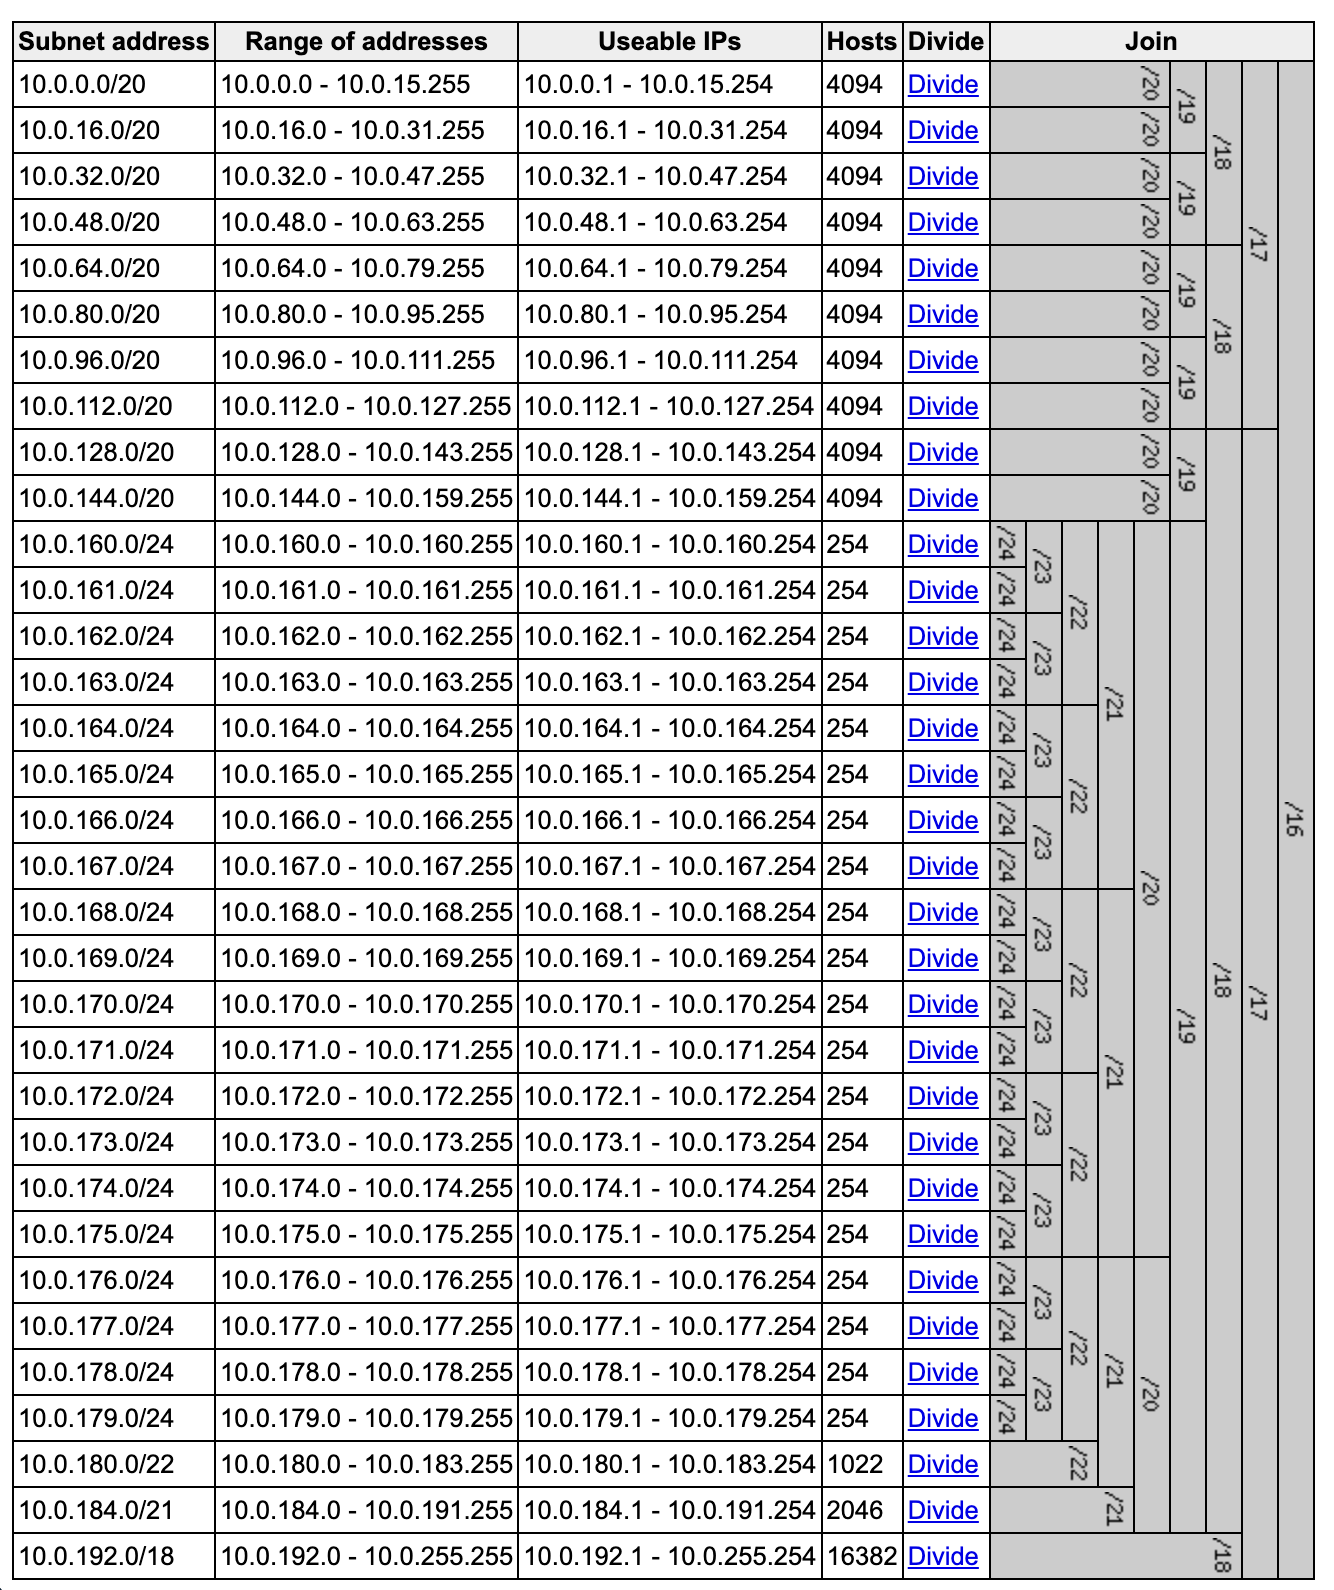 Subnet address Range of addresses Useable IPs Hosts Divide Join
10.0.0.0/20 10.0.0.0 - 10.0.15.255 10.0.0.1 - 10.0.15.254 4094 Divide /20 /19 /18 /17 /16
10.0.16.0/20 10.0.16.0 - 10.0.31.255 10.0.16.1 - 10.0.31.254 4094 Divide /20
10.0.32.0/20 10.0.32.0 - 10.0.47.255 10.0.32.1 - 10.0.47.254 4094 Divide /20 /19
10.0.48.0/20 10.0.48.0 - 10.0.63.255 10.0.48.1 - 10.0.63.254 4094 Divide /20
10.0.64.0/20 10.0.64.0 - 10.0.79.255 10.0.64.1 - 10.0.79.254 4094 Divide /20 /19 /18
10.0.80.0/20 10.0.80.0 - 10.0.95.255 10.0.80.1 - 10.0.95.254 4094 Divide /20
10.0.96.0/20 10.0.96.0 - 10.0.111.255 10.0.96.1 - 10.0.111.254 4094 Divide /20 /19
10.0.112.0/20 10.0.112.0 - 10.0.127.255 10.0.112.1 - 10.0.127.254 4094 Divide /20
10.0.128.0/20 10.0.128.0 - 10.0.143.255 10.0.128.1 - 10.0.143.254 4094 Divide /20 /19 /18 /17
10.0.144.0/20 10.0.144.0 - 10.0.159.255 10.0.144.1 - 10.0.159.254 4094 Divide /20
10.0.160.0/24 10.0.160.0 - 10.0.160.255 10.0.160.1 - 10.0.160.254 254 Divide /24 /23 /22 /21 /20 /19
10.0.161.0/24 10.0.161.0 - 10.0.161.255 10.0.161.1 - 10.0.161.254 254 Divide /24
10.0.162.0/24 10.0.162.0 - 10.0.162.255 10.0.162.1 - 10.0.162.254 254 Divide /24 /23
10.0.163.0/24 10.0.163.0 - 10.0.163.255 10.0.163.1 - 10.0.163.254 254 Divide /24
10.0.164.0/24 10.0.164.0 - 10.0.164.255 10.0.164.1 - 10.0.164.254 254 Divide /24 /23 /22
10.0.165.0/24 10.0.165.0 - 10.0.165.255 10.0.165.1 - 10.0.165.254 254 Divide /24
10.0.166.0/24 10.0.166.0 - 10.0.166.255 10.0.166.1 - 10.0.166.254 254 Divide /24 /23
10.0.167.0/24 10.0.167.0 - 10.0.167.255 10.0.167.1 - 10.0.167.254 254 Divide /24
10.0.168.0/24 10.0.168.0 - 10.0.168.255 10.0.168.1 - 10.0.168.254 254 Divide /24 /23 /22 /21
10.0.169.0/24 10.0.169.0 - 10.0.169.255 10.0.169.1 - 10.0.169.254 254 Divide /24
10.0.170.0/24 10.0.170.0 - 10.0.170.255 10.0.170.1 - 10.0.170.254 254 Divide /24 /23
10.0.171.0/24 10.0.171.0 - 10.0.171.255 10.0.171.1 - 10.0.171.254 254 Divide /24
10.0.172.0/24 10.0.172.0 - 10.0.172.255 10.0.172.1 - 10.0.172.254 254 Divide /24 /23 /22
10.0.173.0/24 10.0.173.0 - 10.0.173.255 10.0.173.1 - 10.0.173.254 254 Divide /24
10.0.174.0/24 10.0.174.0 - 10.0.174.255 10.0.174.1 - 10.0.174.254 254 Divide /24 /23
10.0.175.0/24 10.0.175.0 - 10.0.175.255 10.0.175.1 - 10.0.175.254 254 Divide /24
10.0.176.0/24 10.0.176.0 - 10.0.176.255 10.0.176.1 - 10.0.176.254 254 Divide /24 /23 /22 /21 /20
10.0.177.0/24 10.0.177.0 - 10.0.177.255 10.0.177.1 - 10.0.177.254 254 Divide /24
10.0.178.0/24 10.0.178.0 - 10.0.178.255 10.0.178.1 - 10.0.178.254 254 Divide /24 /23
10.0.179.0/24 10.0.179.0 - 10.0.179.255 10.0.179.1 - 10.0.179.254 254 Divide /24
10.0.180.0/22 10.0.180.0 - 10.0.183.255 10.0.180.1 - 10.0.183.254 1022 Divide /22
10.0.184.0/21 10.0.184.0 - 10.0.191.255 10.0.184.1 - 10.0.191.254 2046 Divide /21
10.0.192.0/18 10.0.192.0 - 10.0.255.255 10.0.192.1 - 10.0.255.254 16382 Divide /18